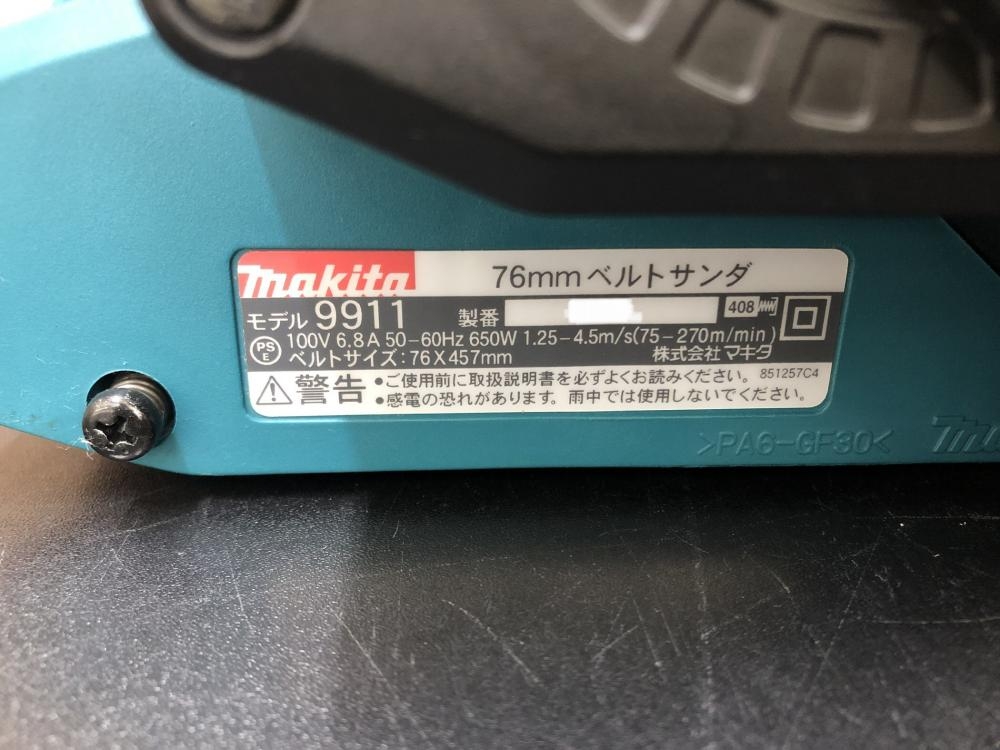 makita 76mmベルトサンダ
モデル 9911 製番 408
100V 6.8A 50-60Hz 650W 1.25-4.5m/s(75-270m/min)
PSE ベルトサイズ:76X457mm 株式会社マキタ
警告 •ご使用前に取扱説明書を必ずよくお読みください。 851257C4
•感電の恐れがあります。雨中では使用しないでください。
>PA6-GF30<